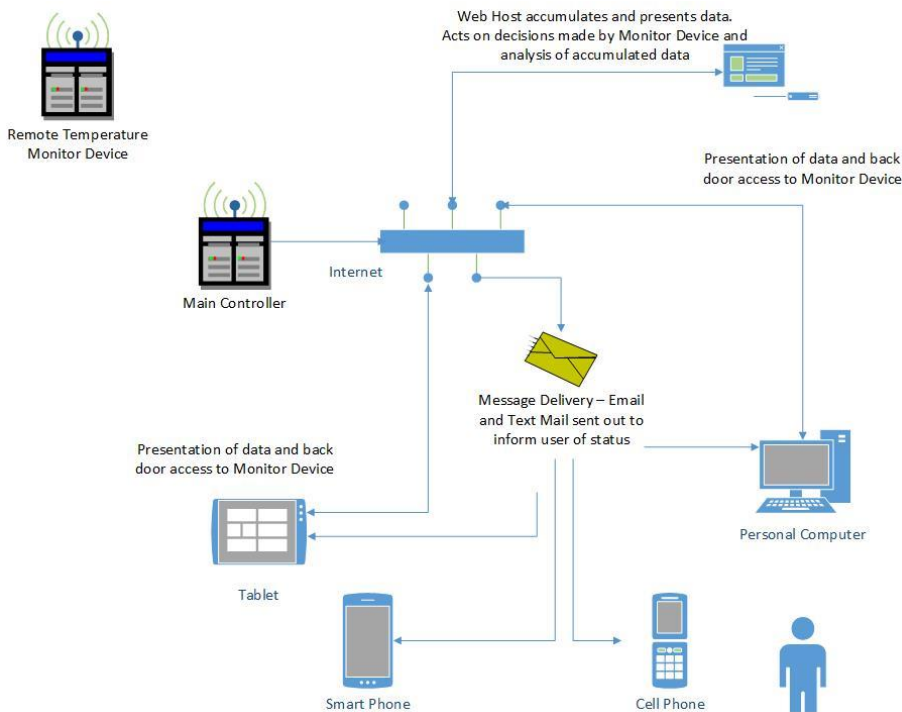 Web Host accumulates and presents data.
Acts on decisions made by Monitor Device and
analysis of accumulated data
Remote Temperature
Monitor Device
Presentation of data and back
door access to Monitor Device
Internet
Main Controller
Message Delivery – Email
and Text Mail sent out to
inform user of status
Presentation of data and back
door access to Monitor Device
Personal Computer
Tablet
Smart Phone
Cell Phone